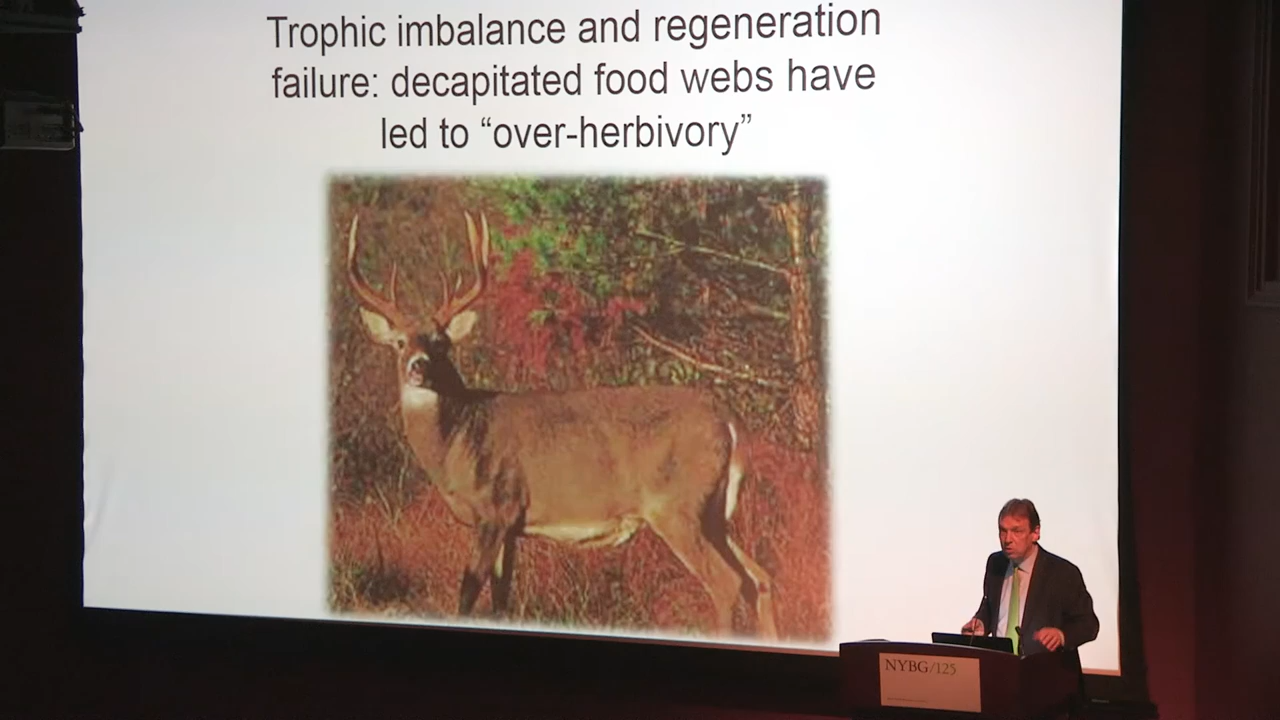 Trophic imbalance and regeneration
failure: decapitated food webs have
led to “over-herbivory”
NYBG/125